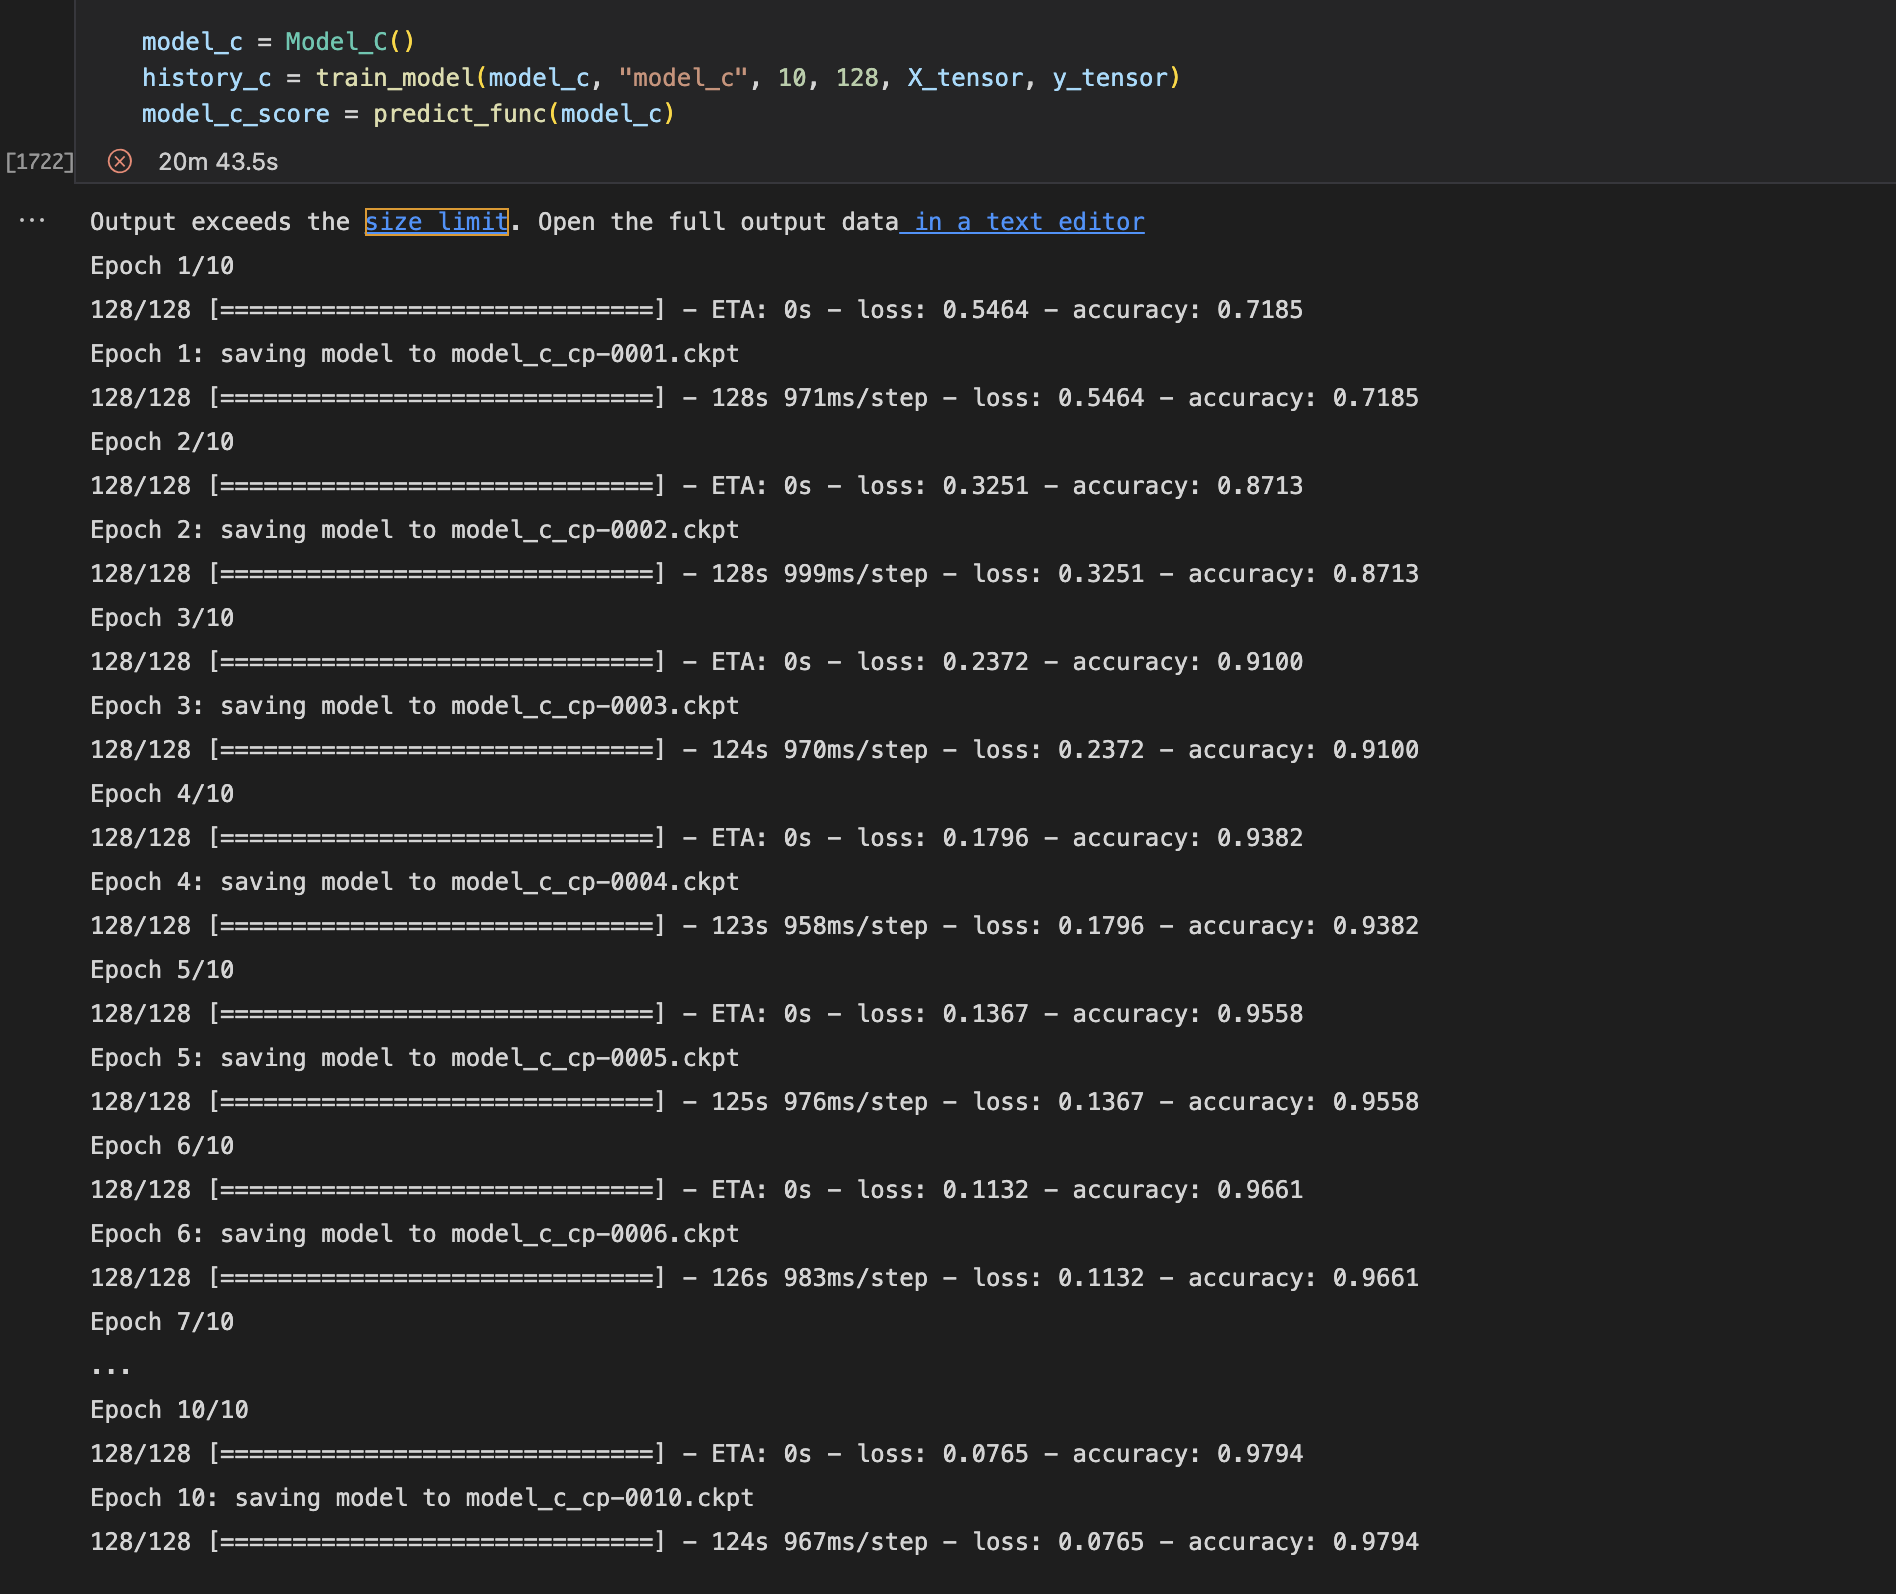 model_c = Model_C()
history_c = train_model(model_c, "model_c", 10, 128, X_tensor, y_tensor)
model_c_score = predict_func(model_c)
[1722] 20m 43.5s
... Output exceeds the size limit. Open the full output data in a text editor
Epoch 1/10
128/128 [==============================] - ETA: 0s - loss: 0.5464 - accuracy: 0.7185
Epoch 1: saving model to model_c_cp-0001.ckpt
128/128 [==============================] - 128s 971ms/step - loss: 0.5464 - accuracy: 0.7185
Epoch 2/10
128/128 [==============================] - ETA: 0s - loss: 0.3251 - accuracy: 0.8713
Epoch 2: saving model to model_c_cp-0002.ckpt
128/128 [==============================] - 128s 999ms/step - loss: 0.3251 - accuracy: 0.8713
Epoch 3/10
128/128 [==============================] - ETA: 0s - loss: 0.2372 - accuracy: 0.9100
Epoch 3: saving model to model_c_cp-0003.ckpt
128/128 [==============================] - 124s 970ms/step - loss: 0.2372 - accuracy: 0.9100
Epoch 4/10
128/128 [==============================] - ETA: 0s - loss: 0.1796 - accuracy: 0.9382
Epoch 4: saving model to model_c_cp-0004.ckpt
128/128 [==============================] - 123s 958ms/step - loss: 0.1796 - accuracy: 0.9382
Epoch 5/10
128/128 [==============================] - ETA: 0s - loss: 0.1367 - accuracy: 0.9558
Epoch 5: saving model to model_c_cp-0005.ckpt
128/128 [==============================] - 125s 976ms/step - loss: 0.1367 - accuracy: 0.9558
Epoch 6/10
128/128 [==============================] - ETA: 0s - loss: 0.1132 - accuracy: 0.9661
Epoch 6: saving model to model_c_cp-0006.ckpt
128/128 [==============================] - 126s 983ms/step - loss: 0.1132 - accuracy: 0.9661
Epoch 7/10
...
Epoch 10/10
128/128 [==============================] - ETA: 0s - loss: 0.0765 - accuracy: 0.9794
Epoch 10: saving model to model_c_cp-0010.ckpt
128/128 [==============================] - 124s 967ms/step - loss: 0.0765 - accuracy: 0.9794